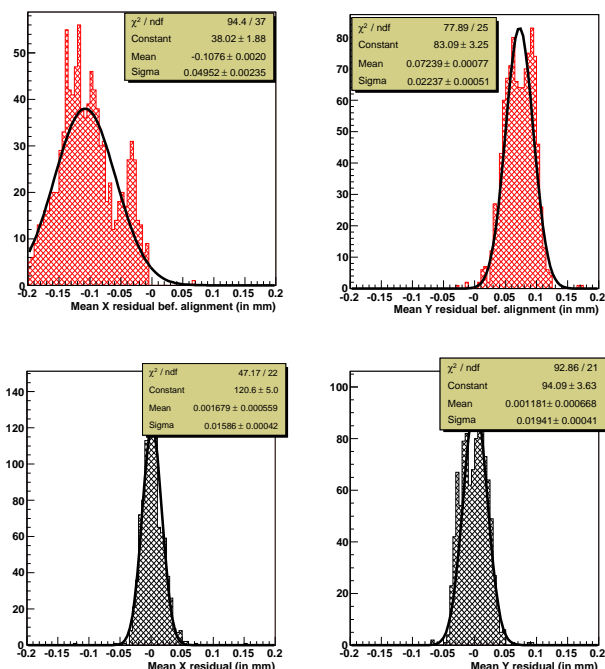 χ² / ndf 94.4 / 37
Constant 38.02 ± 1.88
Mean -0.1076 ± 0.0020
Sigma 0.04952 ± 0.00235
50
40
30
20
10
0
-0.2 -0.15 -0.1 -0.05 -0 0.05 0.1 0.15 0.2
Mean X residual bef. alignment (in mm)
χ² / ndf 77.89 / 25
Constant 83.09 ± 3.25
Mean 0.07239 ± 0.00077
Sigma 0.02237 ± 0.00051
80
70
60
50
40
30
20
10
0
-0.2 -0.15 -0.1 -0.05 -0 0.05 0.1 0.15 0.2
Mean Y residual bef. alignment (in mm)
χ² / ndf 47.17 / 22
Constant 120.6 ± 5.0
Mean 0.001679 ± 0.000559
Sigma 0.01586 ± 0.00042
140
120
100
80
60
40
20
0
-0.2 -0.15 -0.1 -0.05 -0 0.05 0.1 0.15 0.2
Mean X residual (in mm)
χ² / ndf 92.86 / 21
Constant 94.09 ± 3.63
Mean 0.001181 ± 0.000668
Sigma 0.01941 ± 0.00041
100
80
60
40
20
0
-0.2 -0.15 -0.1 -0.05 -0 0.05 0.1 0.15 0.2
Mean Y residual (in mm)